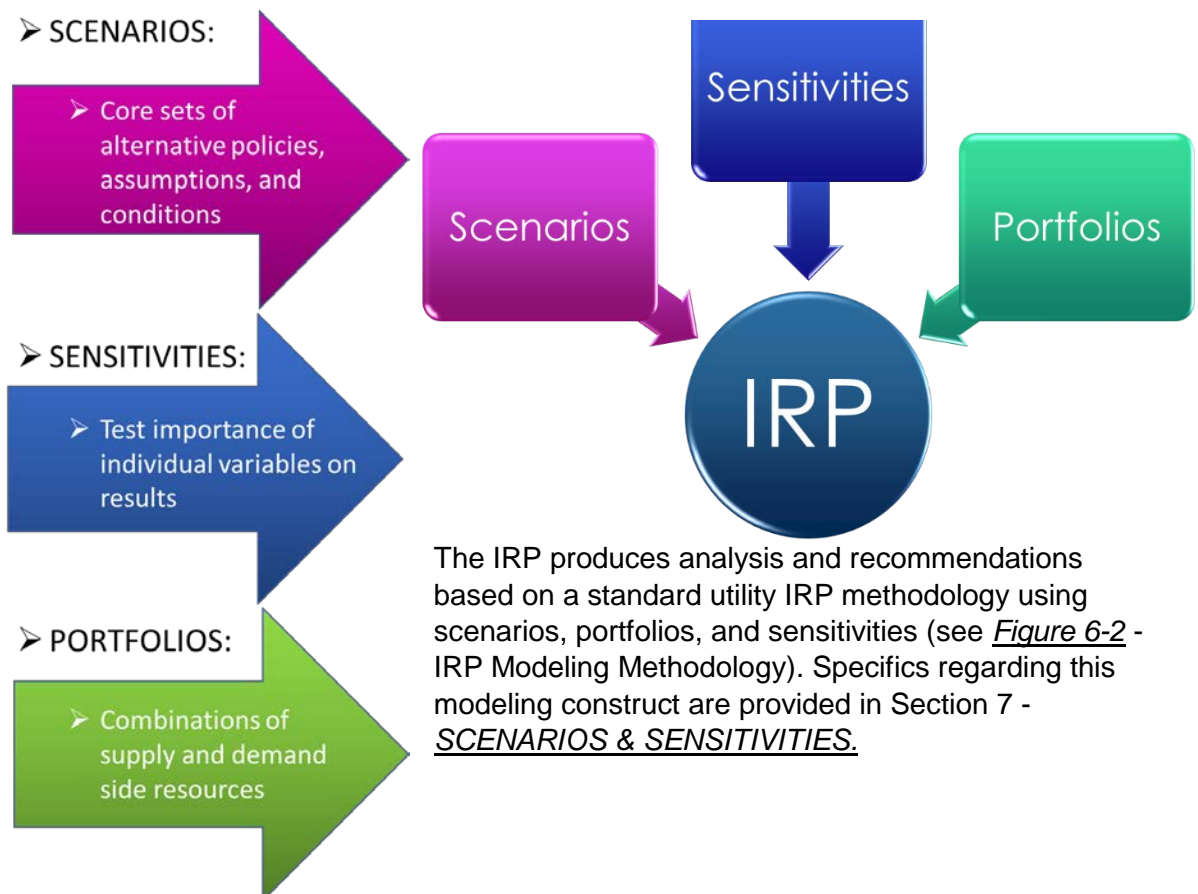 ➢ SCENARIOS:
➢ Core sets of
alternative policies,
assumptions, and
conditions
➢ SENSITIVITIES:
➢ Test importance of
individual variables on
results
➢ PORTFOLIOS:
➢ Combinations of
supply and demand
side resources
Sensitivities
Scenarios
Portfolios
IRP
The IRP produces analysis and recommendations
based on a standard utility IRP methodology using
scenarios, portfolios, and sensitivities (see Figure 6-2 -
IRP Modeling Methodology). Specifics regarding this
modeling construct are provided in Section 7 -
SCENARIOS & SENSITIVITIES.